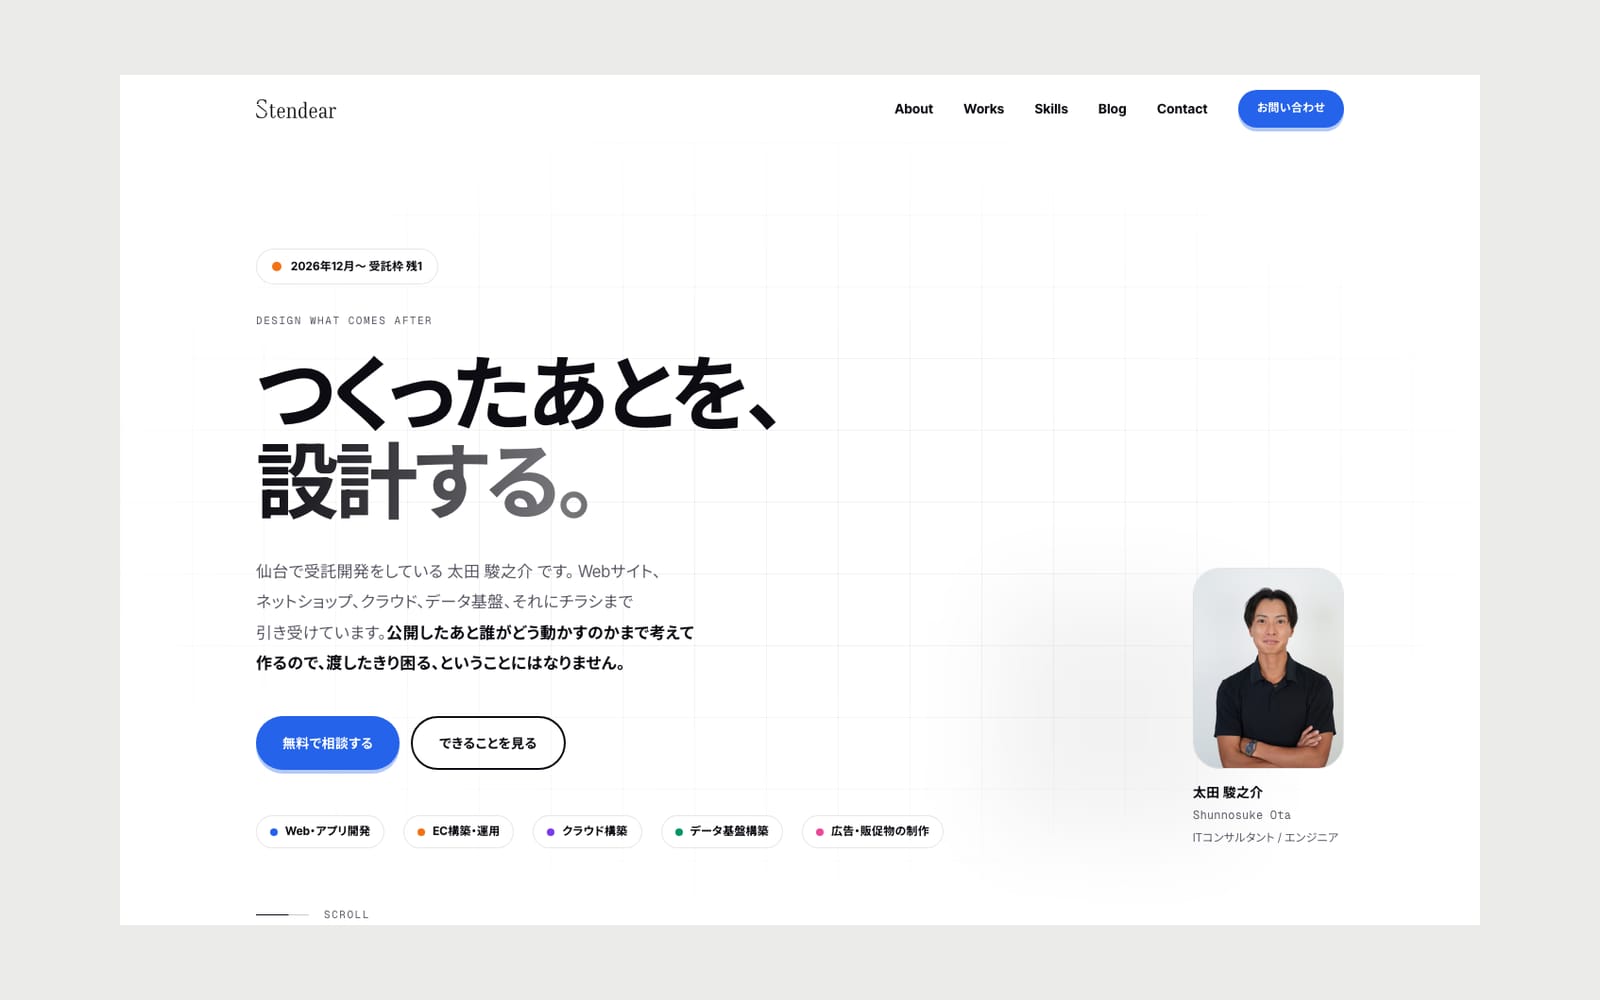 Stendear
About Works Skills Blog Contact お問い合わせ
2026年12月〜 受託枠 残1
DESIGN WHAT COMES AFTER
つくったあとを、
設計する。
仙台で受託開発をしている 太田 駿之介 です。Webサイト、
ネットショップ、クラウド、データ基盤、それにチラシまで
引き受けています。公開したあと誰がどう動かすのかまで考えて
作るので、渡したきり困る、ということにはなりません。
無料で相談する できることを見る
Web・アプリ開発 EC構築・運用 クラウド構築 データ基盤構築 広告・販促物の制作
太田 駿之介
Shunnosuke Ota
ITコンサルタント / エンジニア
SCROLL